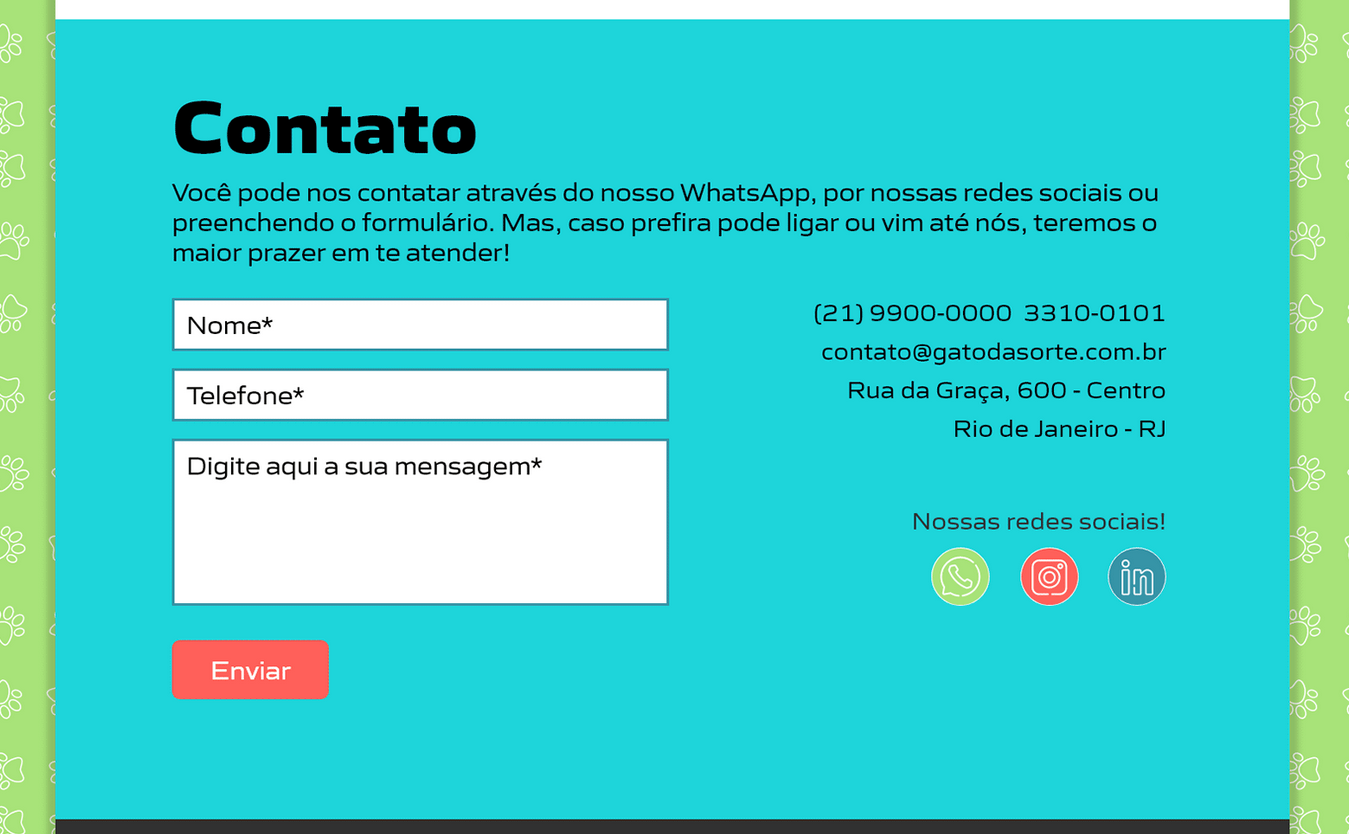 Contato
Você pode nos contatar através do nosso WhatsApp, por nossas redes sociais ou
preenchendo o formulário. Mas, caso prefira pode ligar ou vim até nós, teremos o
maior prazer em te atender!
Nome*
Telefone*
Digite aqui a sua mensagem*
Enviar
(21) 9900-0000  3310-0101
contato@gatodasorte.com.br
Rua da Graça, 600 - Centro
Rio de Janeiro - RJ
Nossas redes sociais!
in